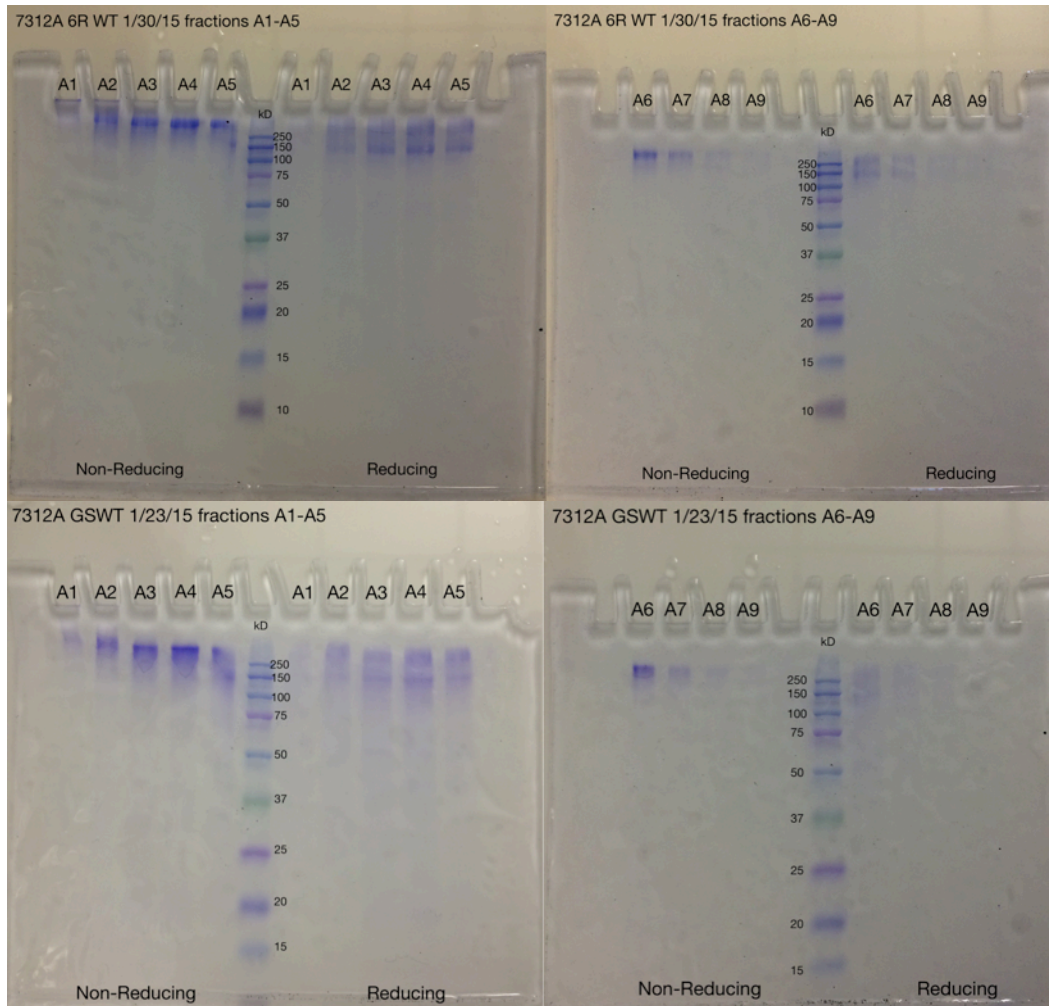 7312A 6R WT 1/30/15 fractions A1-A5
A1 A2 A3 A4 A5 A1 A2 A3 A4 A5
kD
250
150
100
75
50
37
25
20
15
10
Non-Reducing Reducing
7312A 6R WT 1/30/15 fractions A6-A9
A6 A7 A8 A9 A6 A7 A8 A9
kD
250
150
100
75
50
37
25
20
15
10
Non-Reducing Reducing
7312A GSWT 1/23/15 fractions A1-A5
A1 A2 A3 A4 A5 A1 A2 A3 A4 A5
kD
250
150
100
75
50
37
25
20
15
Non-Reducing Reducing
7312A GSWT 1/23/15 fractions A6-A9
A6 A7 A8 A9 A6 A7 A8 A9
kD
250
150
100
75
50
37
25
20
15
Non-Reducing Reducing